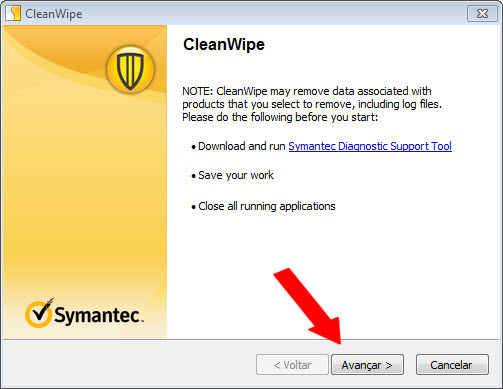 CleanWipe
CleanWipe
NOTE: CleanWipe may remove data associated with
products that you select to remove, including log files.
Please do the following before you start:
• Download and run Symantec Diagnostic Support Tool
• Save your work
• Close all running applications
Symantec™
< Voltar
Avançar >
Cancelar